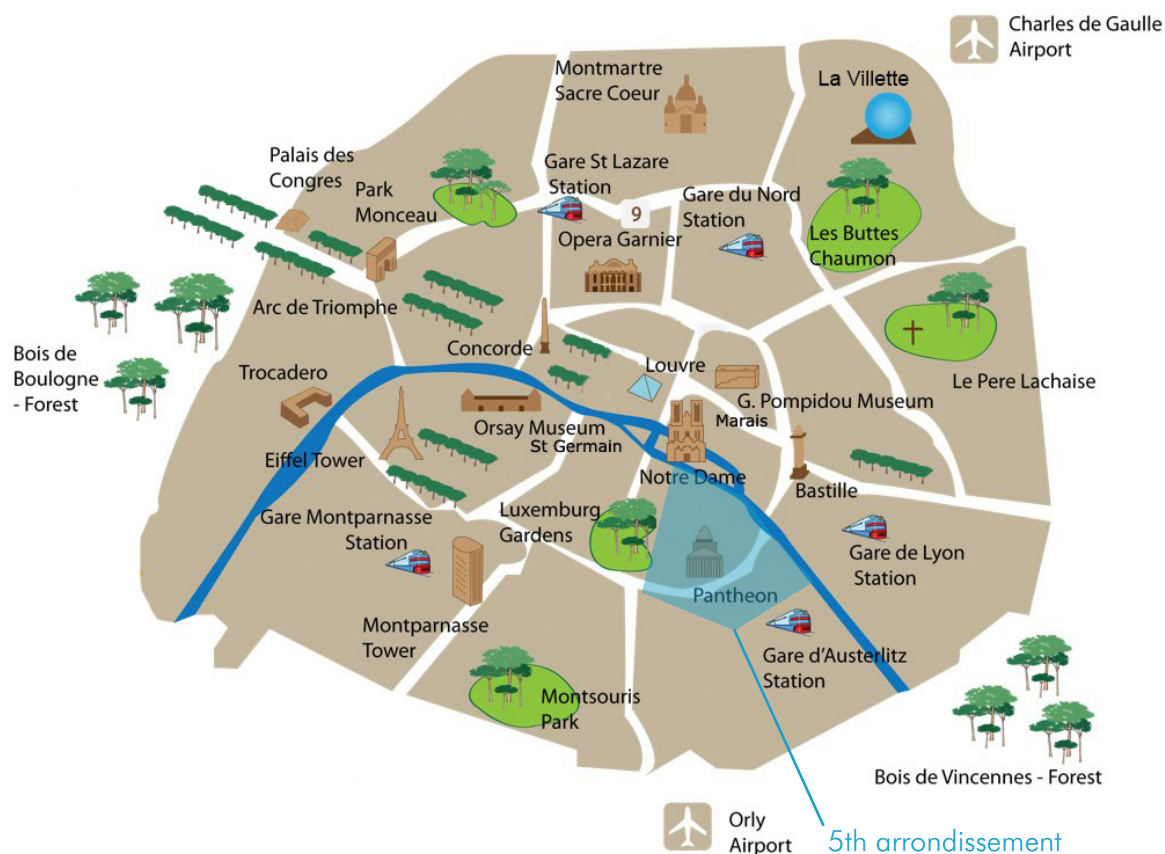 Charles de Gaulle
Airport
Montmartre
Sacre Coeur
La Villette
Palais des
Congres
Park
Monceau
Gare St Lazare
Station
Gare du Nord
Station
9
Opera Garnier
Les Buttes
Chaumon
Arc de Triomphe
Concorde
Louvre
Bois de
Boulogne
- Forest
Trocadero
Le Pere Lachaise
G. Pompidou Museum
Marais
Orsay Museum
St Germain
Eiffel Tower
Notre Dame
Bastille
Gare Montparnasse
Station
Luxemburg
Gardens
Gare de Lyon
Station
Pantheon
Montparnasse
Tower
Gare d'Austerlitz
Station
Montsouris
Park
Bois de Vincennes - Forest
Orly
Airport
5th arrondissement